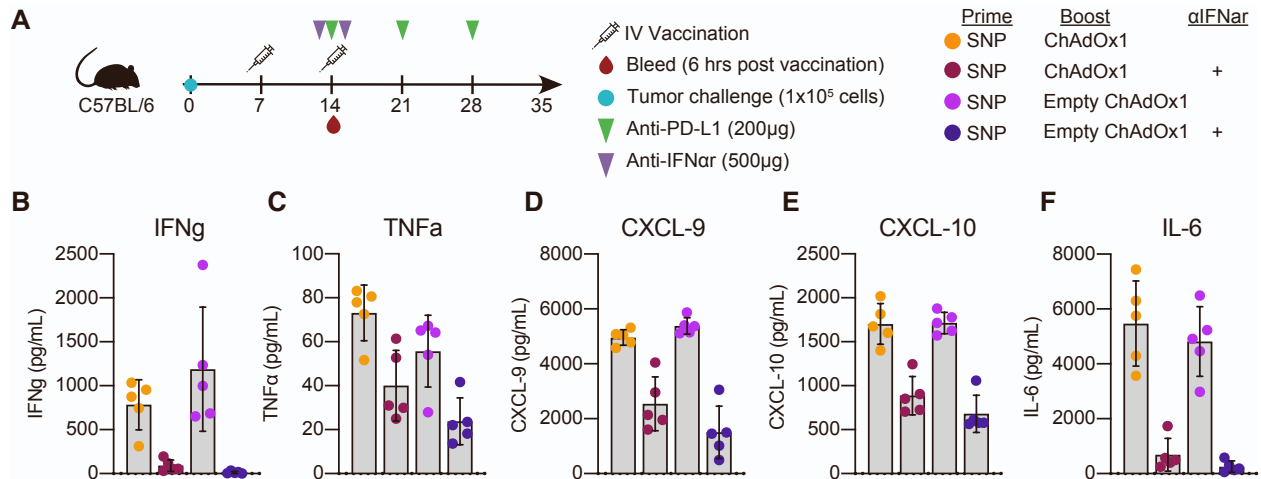 A
C57BL/6
0 7 14 21 28 35
IV Vaccination
Bleed (6 hrs post vaccination)
Tumor challenge (1x10⁵ cells)
Anti-PD-L1 (200µg)
Anti-IFNαr (500µg)
Prime Boost αIFNar
SNP ChAdOx1
SNP ChAdOx1 +
SNP Empty ChAdOx1
SNP Empty ChAdOx1 +
B
IFNg
IFNg (pg/mL)
2500
2000
1500
1000
500
0
C
TNFa
TNFα (pg/mL)
100
80
60
40
20
0
D
CXCL-9
CXCL-9 (pg/mL)
8000
6000
4000
2000
0
E
CXCL-10
CXCL-10 (pg/mL)
2500
2000
1500
1000
500
0
F
IL-6
IL-6 (pg/mL)
8000
6000
4000
2000
0